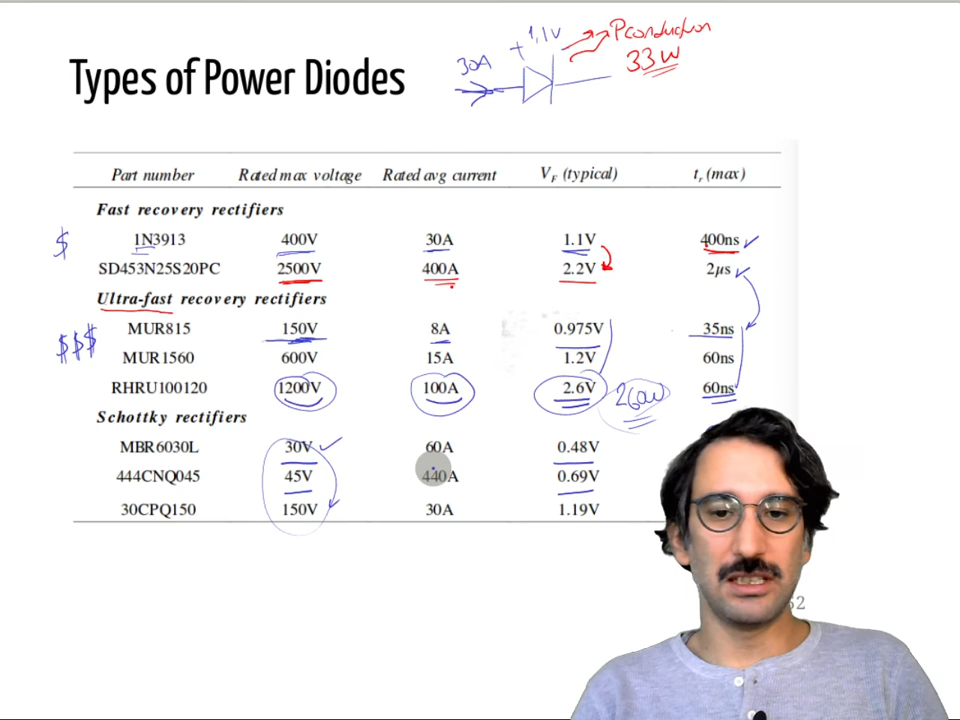 Types of Power Diodes
30A
+ 1,1V
Pconduction
33W
Part number Rated max voltage Rated avg current V_F (typical) t_r (max)
Fast recovery rectifiers
$ 1N3913 400V 30A 1.1V 400ns
SD453N25S20PC 2500V 400A 2.2V 2µs
Ultra-fast recovery rectifiers
$$$ MUR815 150V 8A 0.975V 35ns
MUR1560 600V 15A 1.2V 60ns
RHRU100120 1200V 100A 2.6V 260W 60ns
Schottky rectifiers
MBR6030L 30V 60A 0.48V
444CNQ045 45V 440A 0.69V
30CPQ150 150V 30A 1.19V